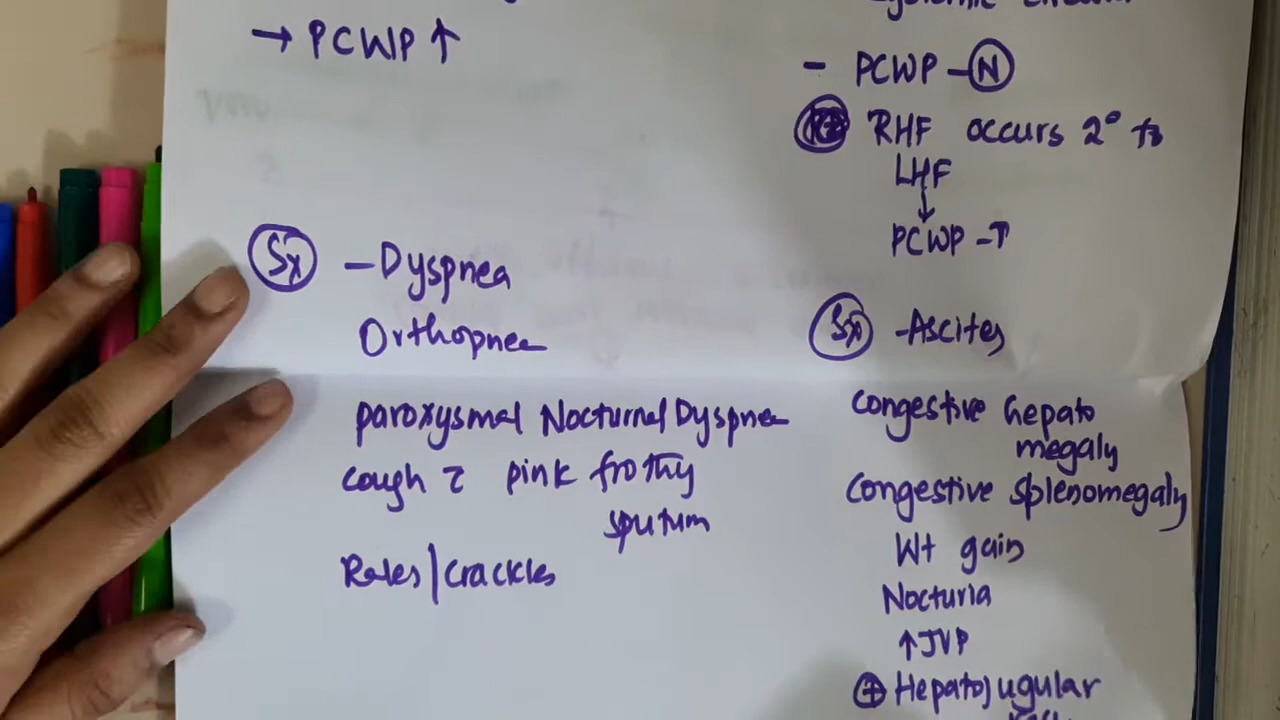 → PCWP ↑
Sx - Dyspnea
Orthopnea
paroxysmal Nocturnal Dyspnea
cough c̄ pink frothy
sputum
Rales/Crackles
- PCWP - N
RHF occurs 2° to
LHF
↓
PCWP - ↑
Sx - Ascites
Congestive hepato
megaly
Congestive splenomegaly
Wt gain
Nocturia
↑ JVP
⊕ Hepatojugular